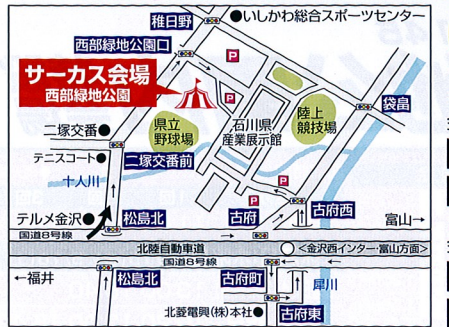 稚日野
●いしかわ総合スポーツセンター
西部緑地公園口
P
サーカス会場
西部緑地公園
P
袋畠
県立
野球場
石川県
産業展示館
陸上
競技場
二塚交番●
テニスコート●
二塚交番前
十人川
P
テルメ金沢●
松島北
古府
P
古府西
富山→
国道8号線
北陸自動車道
<金沢西インター・富山方面>
国道8号線
←福井
松島北
古府町
犀川
北菱電興(株)本社●
古府東